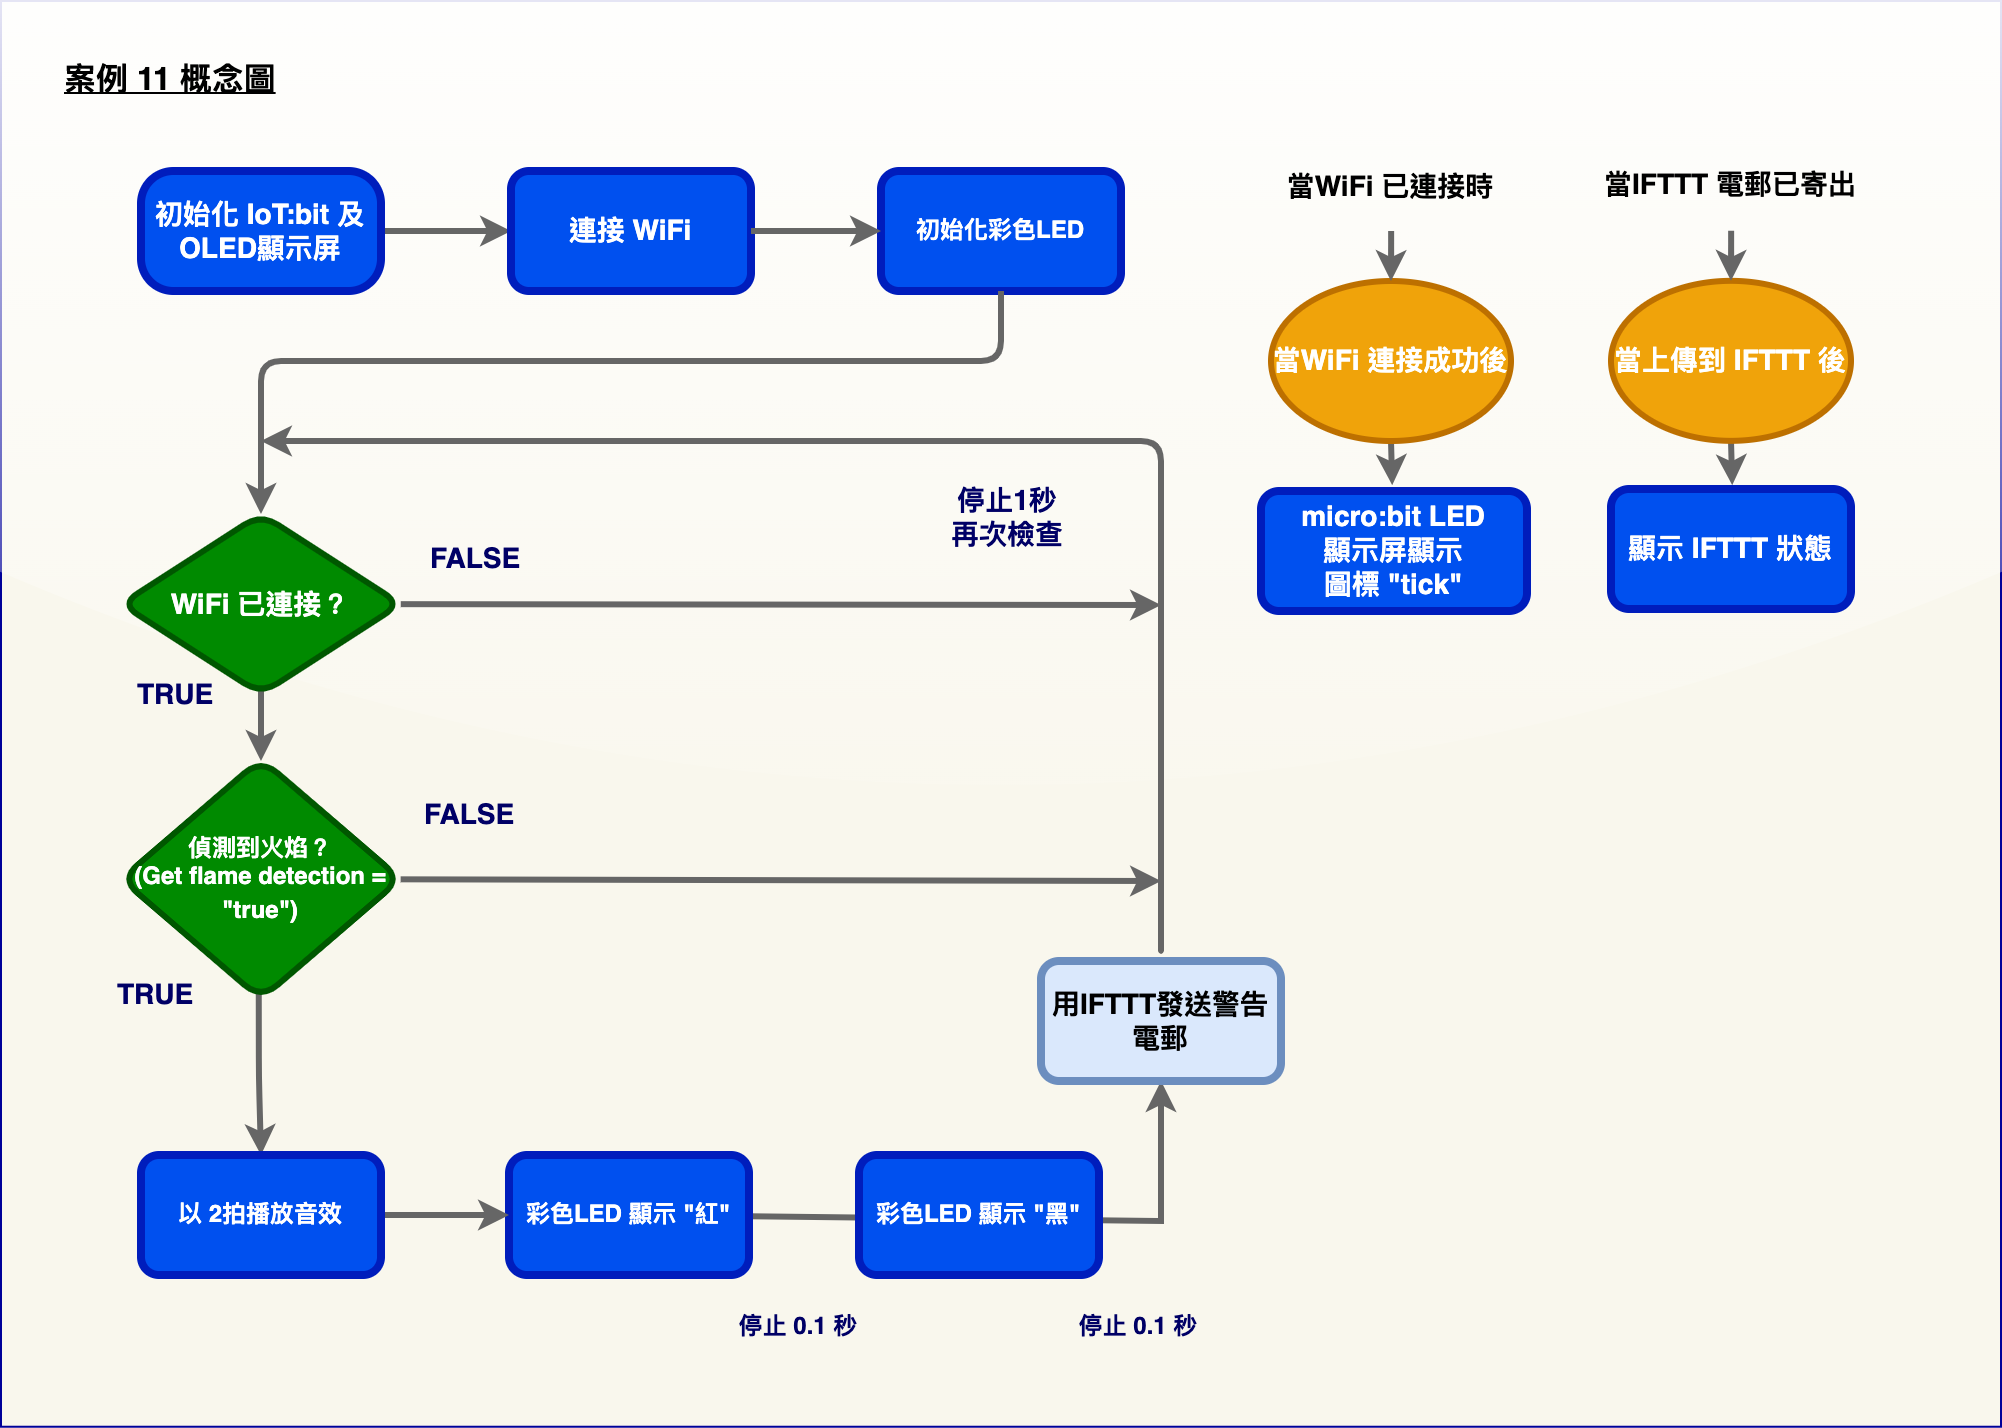 案例 11 概念圖
初始化 IoT:bit 及
OLED顯示屏
連接 WiFi
初始化彩色LED
當WiFi 已連接時
當IFTTT 電郵已寄出
當WiFi 連接成功後
當上傳到 IFTTT 後
micro:bit LED
顯示屏顯示
圖標 "tick"
顯示 IFTTT 狀態
停止1秒
再次檢查
FALSE
WiFi 已連接？
TRUE
FALSE
偵測到火焰？
(Get flame detection =
"true")
TRUE
用IFTTT發送警告
電郵
以 2拍播放音效
彩色LED 顯示 "紅"
彩色LED 顯示 "黑"
停止 0.1 秒
停止 0.1 秒